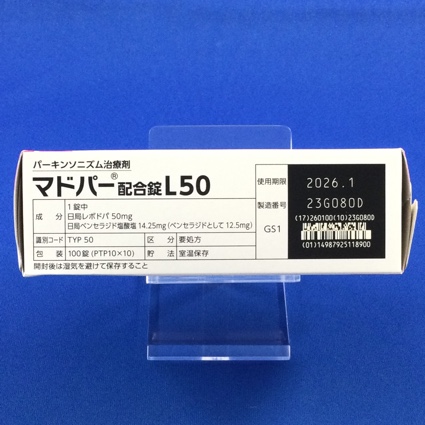 パーキンソニズム治療剤
マドパー®配合錠L50
成分
1錠中
日局レボドパ 50mg
日局ベンセラジド塩酸塩 14.25mg(ベンセラジドとして 12.5mg)
識別コード TYP 50 区分 要処方
包装 100錠(PTP10×10) 貯法 室温保存
開封後は湿気を避けて保存すること
使用期限 2026.1
製造番号 23G080D
GS1
(17)260100(10)23G080D
(01)14987925118900